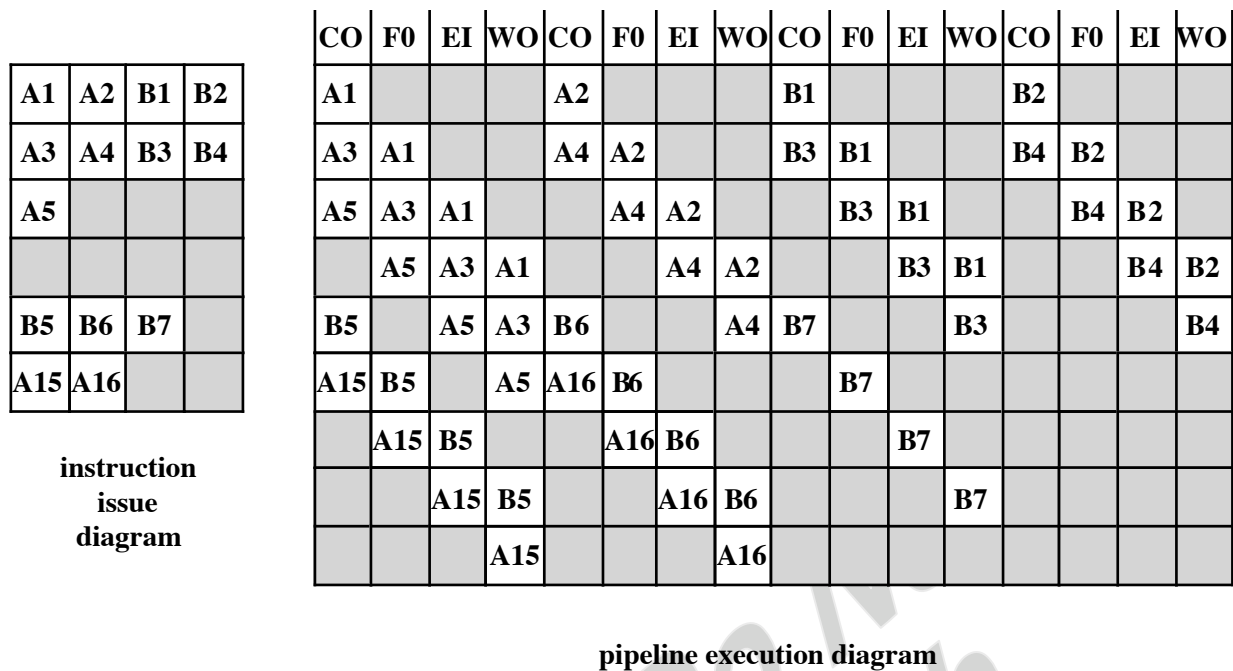 CO F0 EI WO CO F0 EI WO CO F0 EI WO CO F0 EI WO
A1 A2 B1 B2 A1 A2 B1 B2
A3 A4 B3 B4 A3 A1 A4 A2 B3 B1 B4 B2
A5 A5 A3 A1 A4 A2 B3 B1 B4 B2
A5 A3 A1 A4 A2 B3 B1 B4 B2
B5 B6 B7 B5 A5 A3 B6 A4 B7 B3 B4
A15 A16 A15 B5 A5 A16 B6 B7
A15 B5 A16 B6 B7
A15 B5 A16 B6 B7
A15 A16
instruction
issue
diagram
pipeline execution diagram